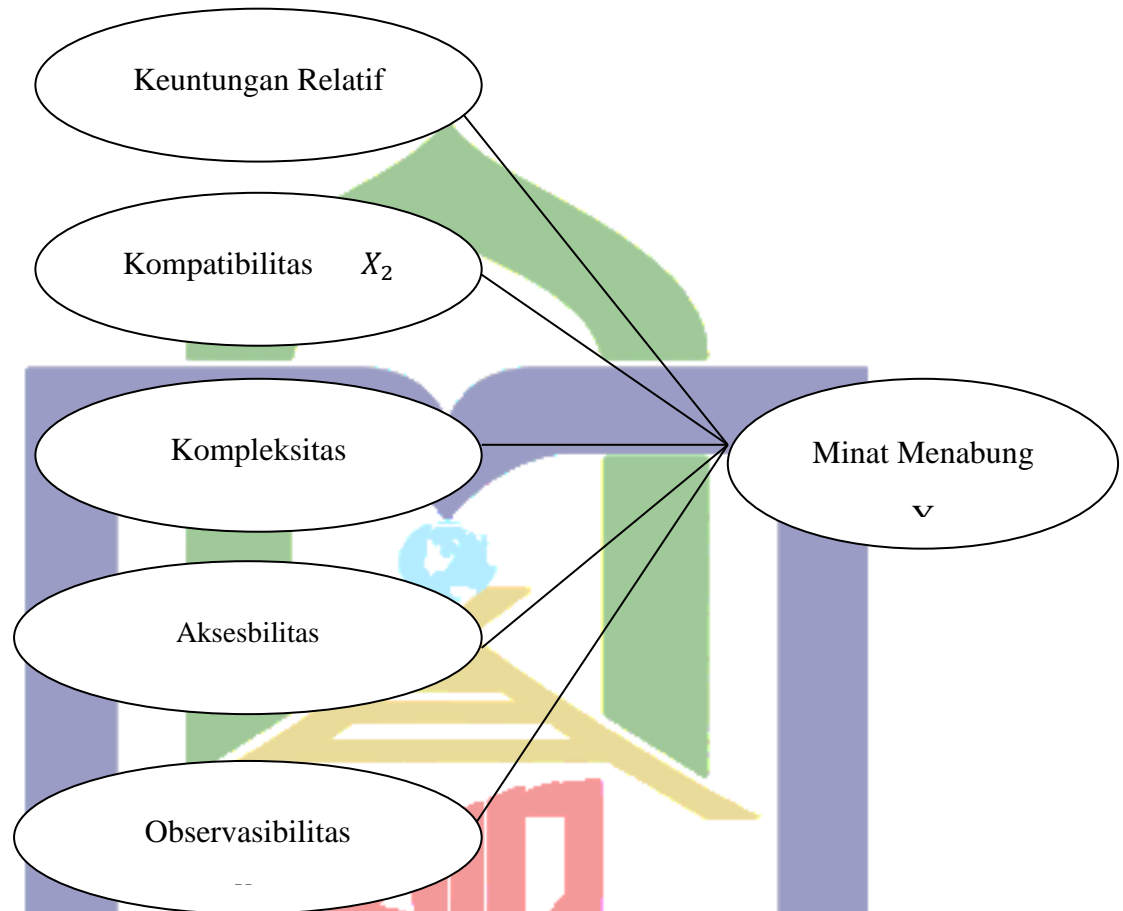 Keuntungan Relatif
Kompatibilitas X₂
Kompleksitas
Minat Menabung
Aksesbilitas
Observasibilitas